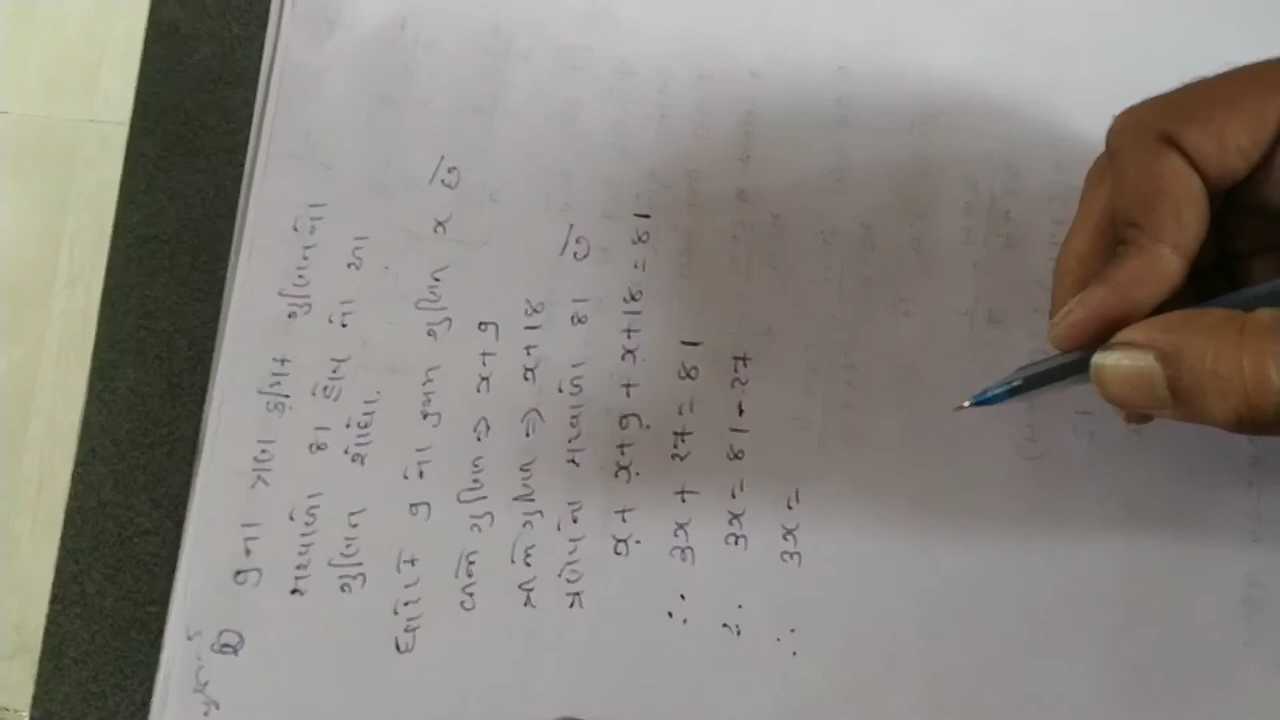 9 ના ત્રણ ક્રમિક ગુણિતના
સરવાળો 81 હોય તો આ
ગુણિત શોધો.
ધારો કે 9 નો પ્રથમ ગુણિત x છે
બીજો ગુણિત ⇒ x+9
ત્રીજો ગુણિત ⇒ x+18
ત્રણેયનો સરવાળો 81 છે
x + x+9 + x+18 = 81
∴ 3x + 27 = 81
∴ 3x = 81 - 27
∴ 3x =